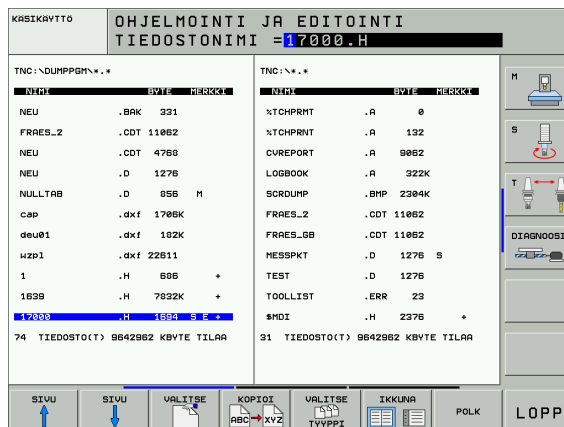 KÄSIKÄYTTÖ
OHJELMOINTI JA EDITOINTI
TIEDOSTONIMI =17000.H
TNC:\DUMPPGM\*.*
NIMI BYTE MERKKI
NEU .BAK 331
FRAES_2 .CDT 11062
NEU .CDT 4768
NEU .D 1276
NULLTAB .D 856 M
cap .dxf 1706K
deu01 .dxf 182K
wzpl .dxf 22611
1 .H 686 +
1639 .H 7832K +
17000 .H 1694 S E +
74 TIEDOSTO(T) 9642962 KBYTE TILAA
TNC:\*.*
NIMI BYTE MERKKI
%TCHPRMT .A 0
%TCHPRNT .A 132
CVREPORT .A 9062
LOGBOOK .A 322K
SCRDUMP .BMP 2304K
FRAES_2 .CDT 11062
FRAES_GB .CDT 11062
MESSPKT .D 1276 S
TEST .D 1276
TOOLLIST .ERR 23
$MDI .H 2376 +
31 TIEDOSTO(T) 9642962 KBYTE TILAA
M
S
T
DIAGNOOSI
SIVU
SIVU
VALITSE
KOPIOI
ABC XYZ
VALITSE
TYYPPI
IKKUNA
POLK
LOPP